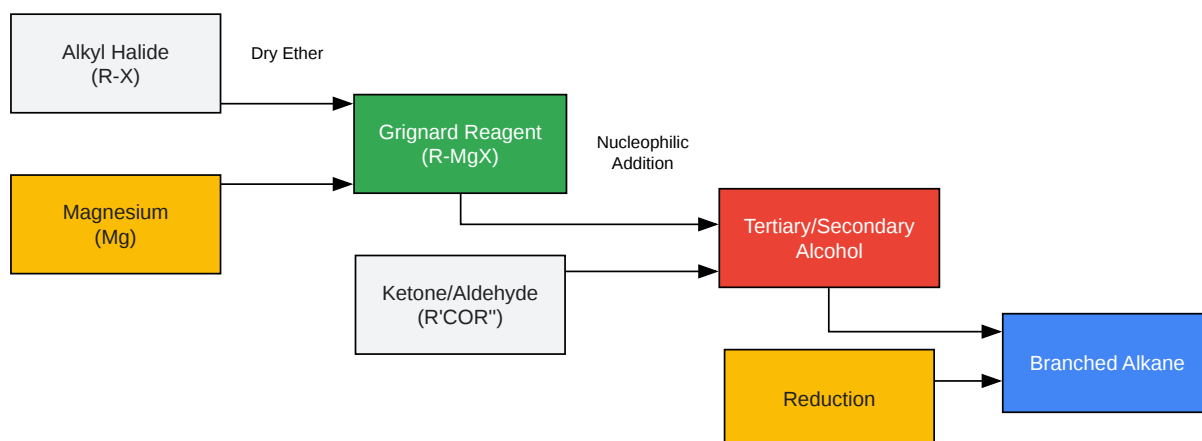 Alkyl Halide
(R-X)
Dry Ether
Grignard Reagent
(R-MgX)
Nucleophilic
Addition
Magnesium
(Mg)
Tertiary/Secondary
Alcohol
Ketone/Aldehyde
(R'COR")
Branched Alkane
Reduction